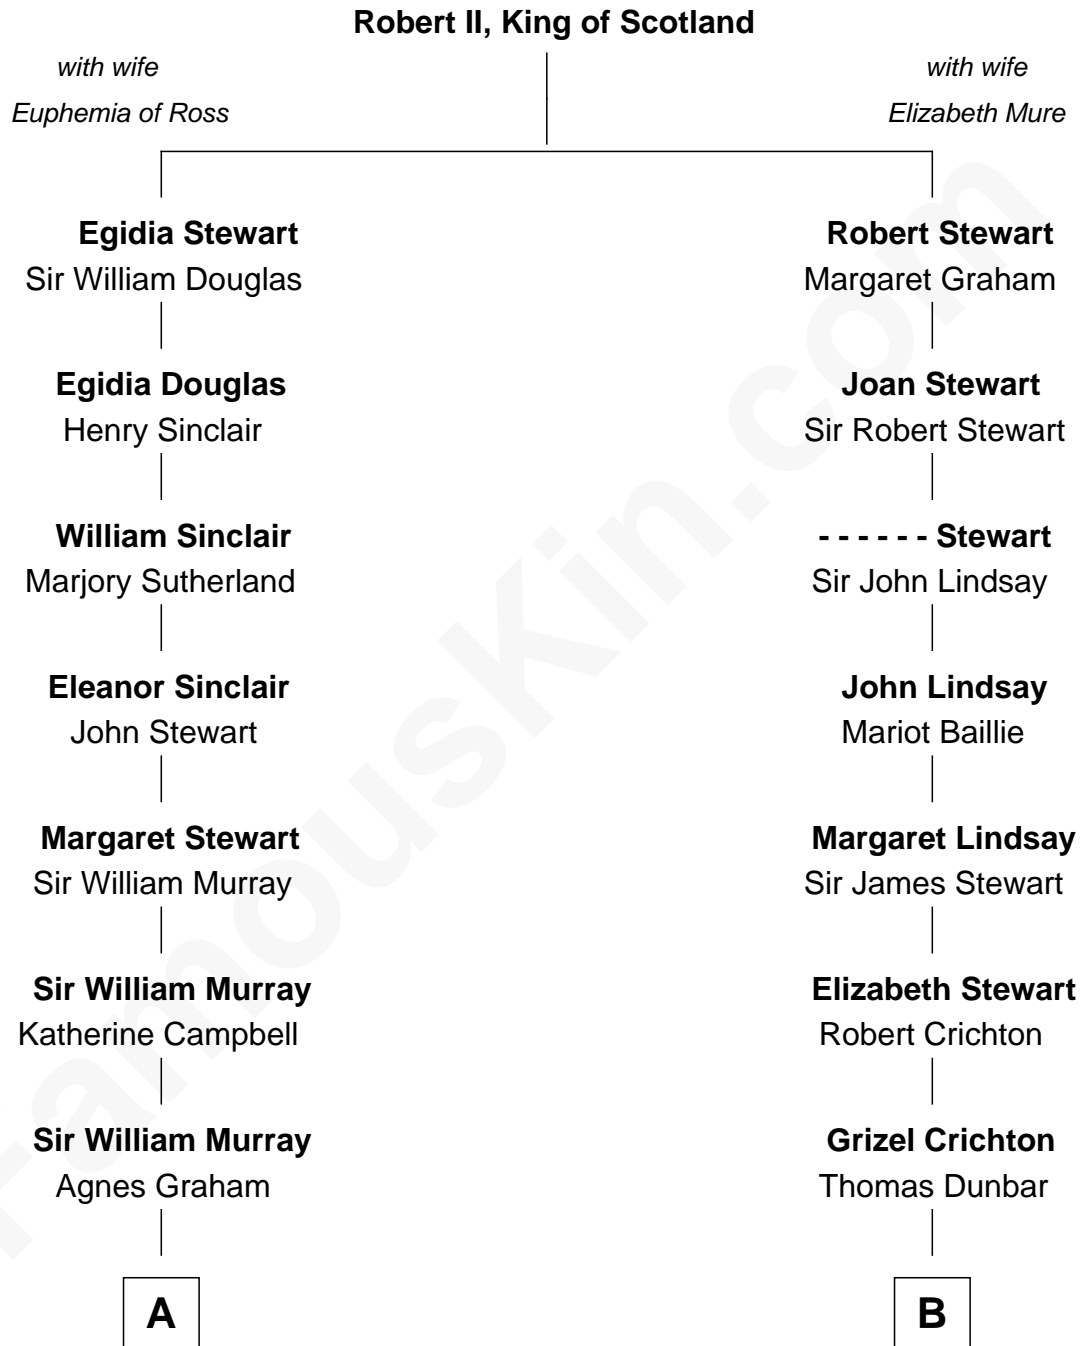 Robert II, King of Scotland
with wife
Euphemia of Ross
with wife
Elizabeth Mure
Egidia Stewart
Sir William Douglas
Robert Stewart
Margaret Graham
Egidia Douglas
Henry Sinclair
Joan Stewart
Sir Robert Stewart
William Sinclair
Marjory Sutherland
- - - - - - Stewart
Sir John Lindsay
Eleanor Sinclair
John Stewart
John Lindsay
Mariot Baillie
Margaret Stewart
Sir William Murray
Margaret Lindsay
Sir James Stewart
Sir William Murray
Katherine Campbell
Elizabeth Stewart
Robert Crichton
Sir William Murray
Agnes Graham
Grizel Crichton
Thomas Dunbar
A
B
FamousKin.com